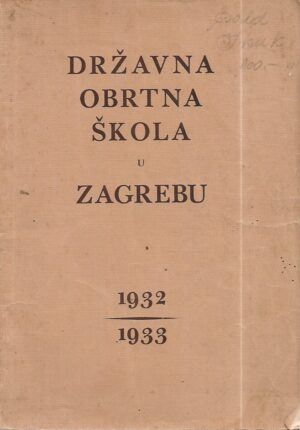 DRŽAVNA
OBRTNA
ŠKOLA
U
ZAGREBU
1932
1933